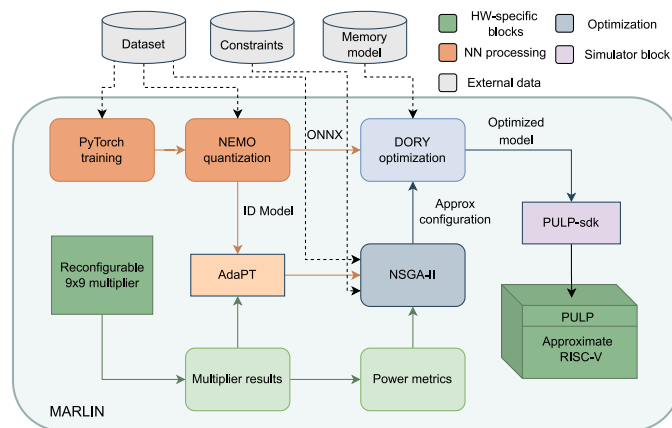 Dataset
Constraints
Memory
model
HW-specific
blocks
Optimization
NN processing
Simulator block
External data
PyTorch
training
NEMO
quantization
ONNX
DORY
optimization
Optimized
model
ID Model
Approx
configuration
PULP-sdk
Reconfigurable
9x9 multiplier
AdaPT
NSGA-II
PULP
Approximate
RISC-V
Multiplier results
Power metrics
MARLIN